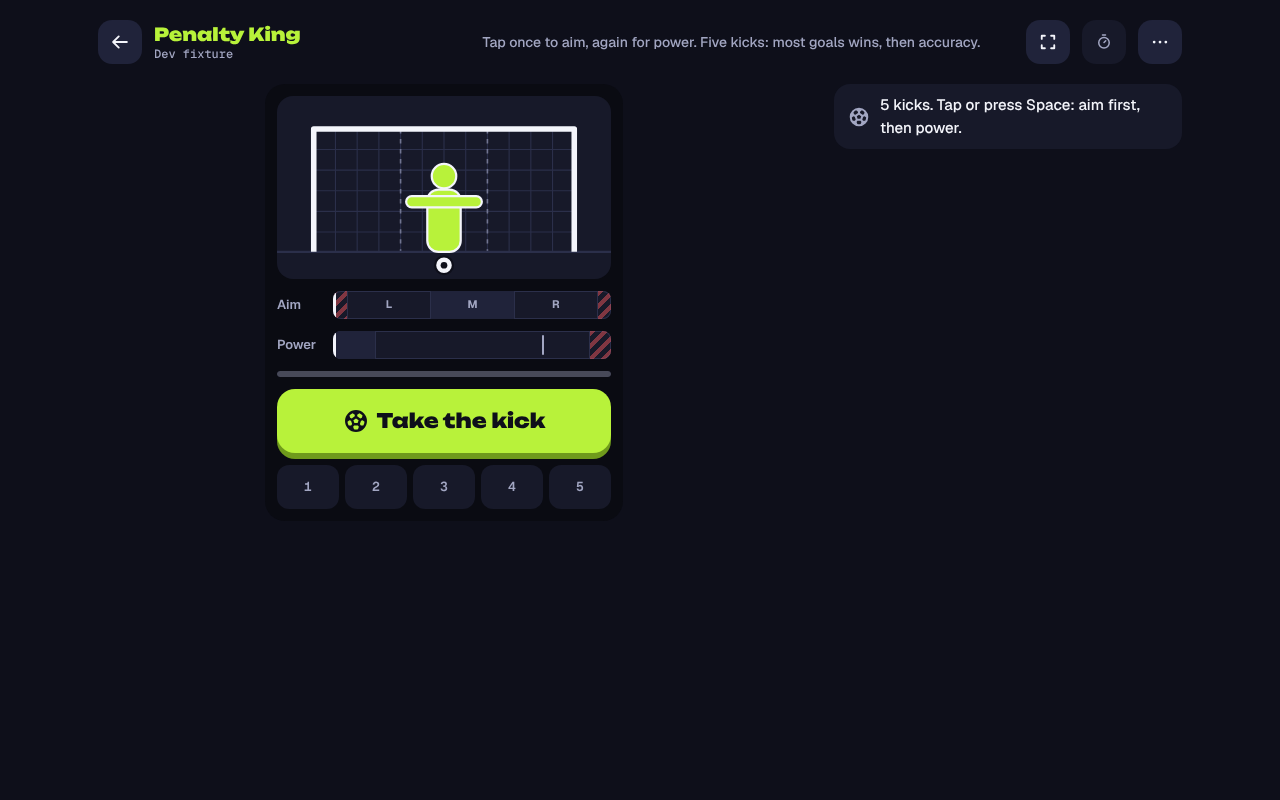 Penalty King
Dev fixture
Tap once to aim, again for power. Five kicks: most goals wins, then accuracy.
5 kicks. Tap or press Space: aim first,
then power.
Aim
L
M
R
Power
Take the kick
1
2
3
4
5